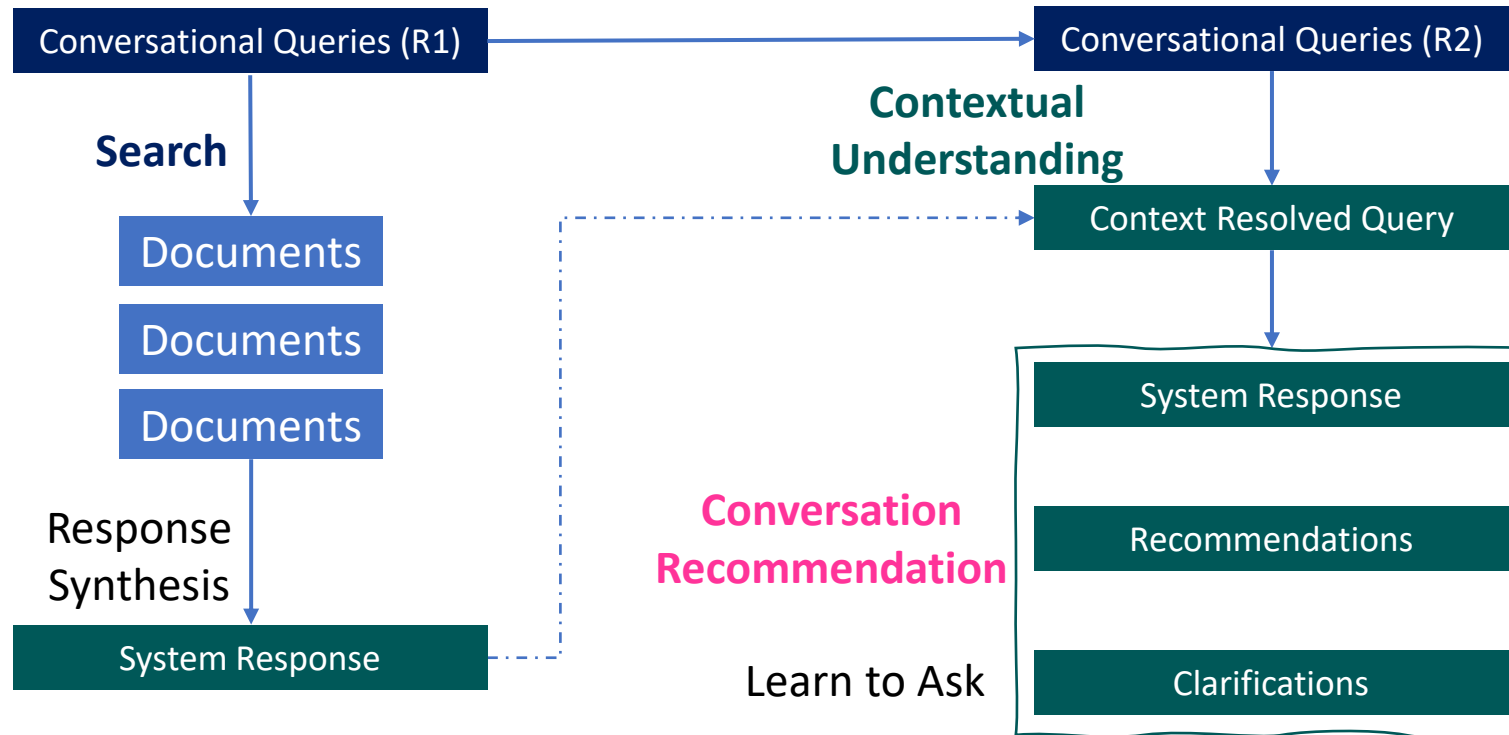 Conversational Queries (R1)
Conversational Queries (R2)
Search
Contextual
Understanding
Documents
Documents
Documents
Context Resolved Query
Response
Synthesis
System Response
System Response
Conversation
Recommendation
Recommendations
Learn to Ask
Clarifications